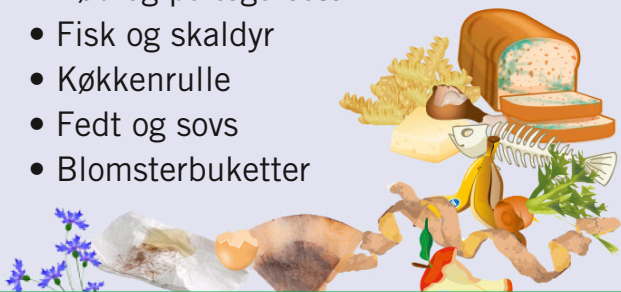 • Fisk og skaldyr
• Køkkenrulle
• Fedt og sovs
• Blomsterbuketter